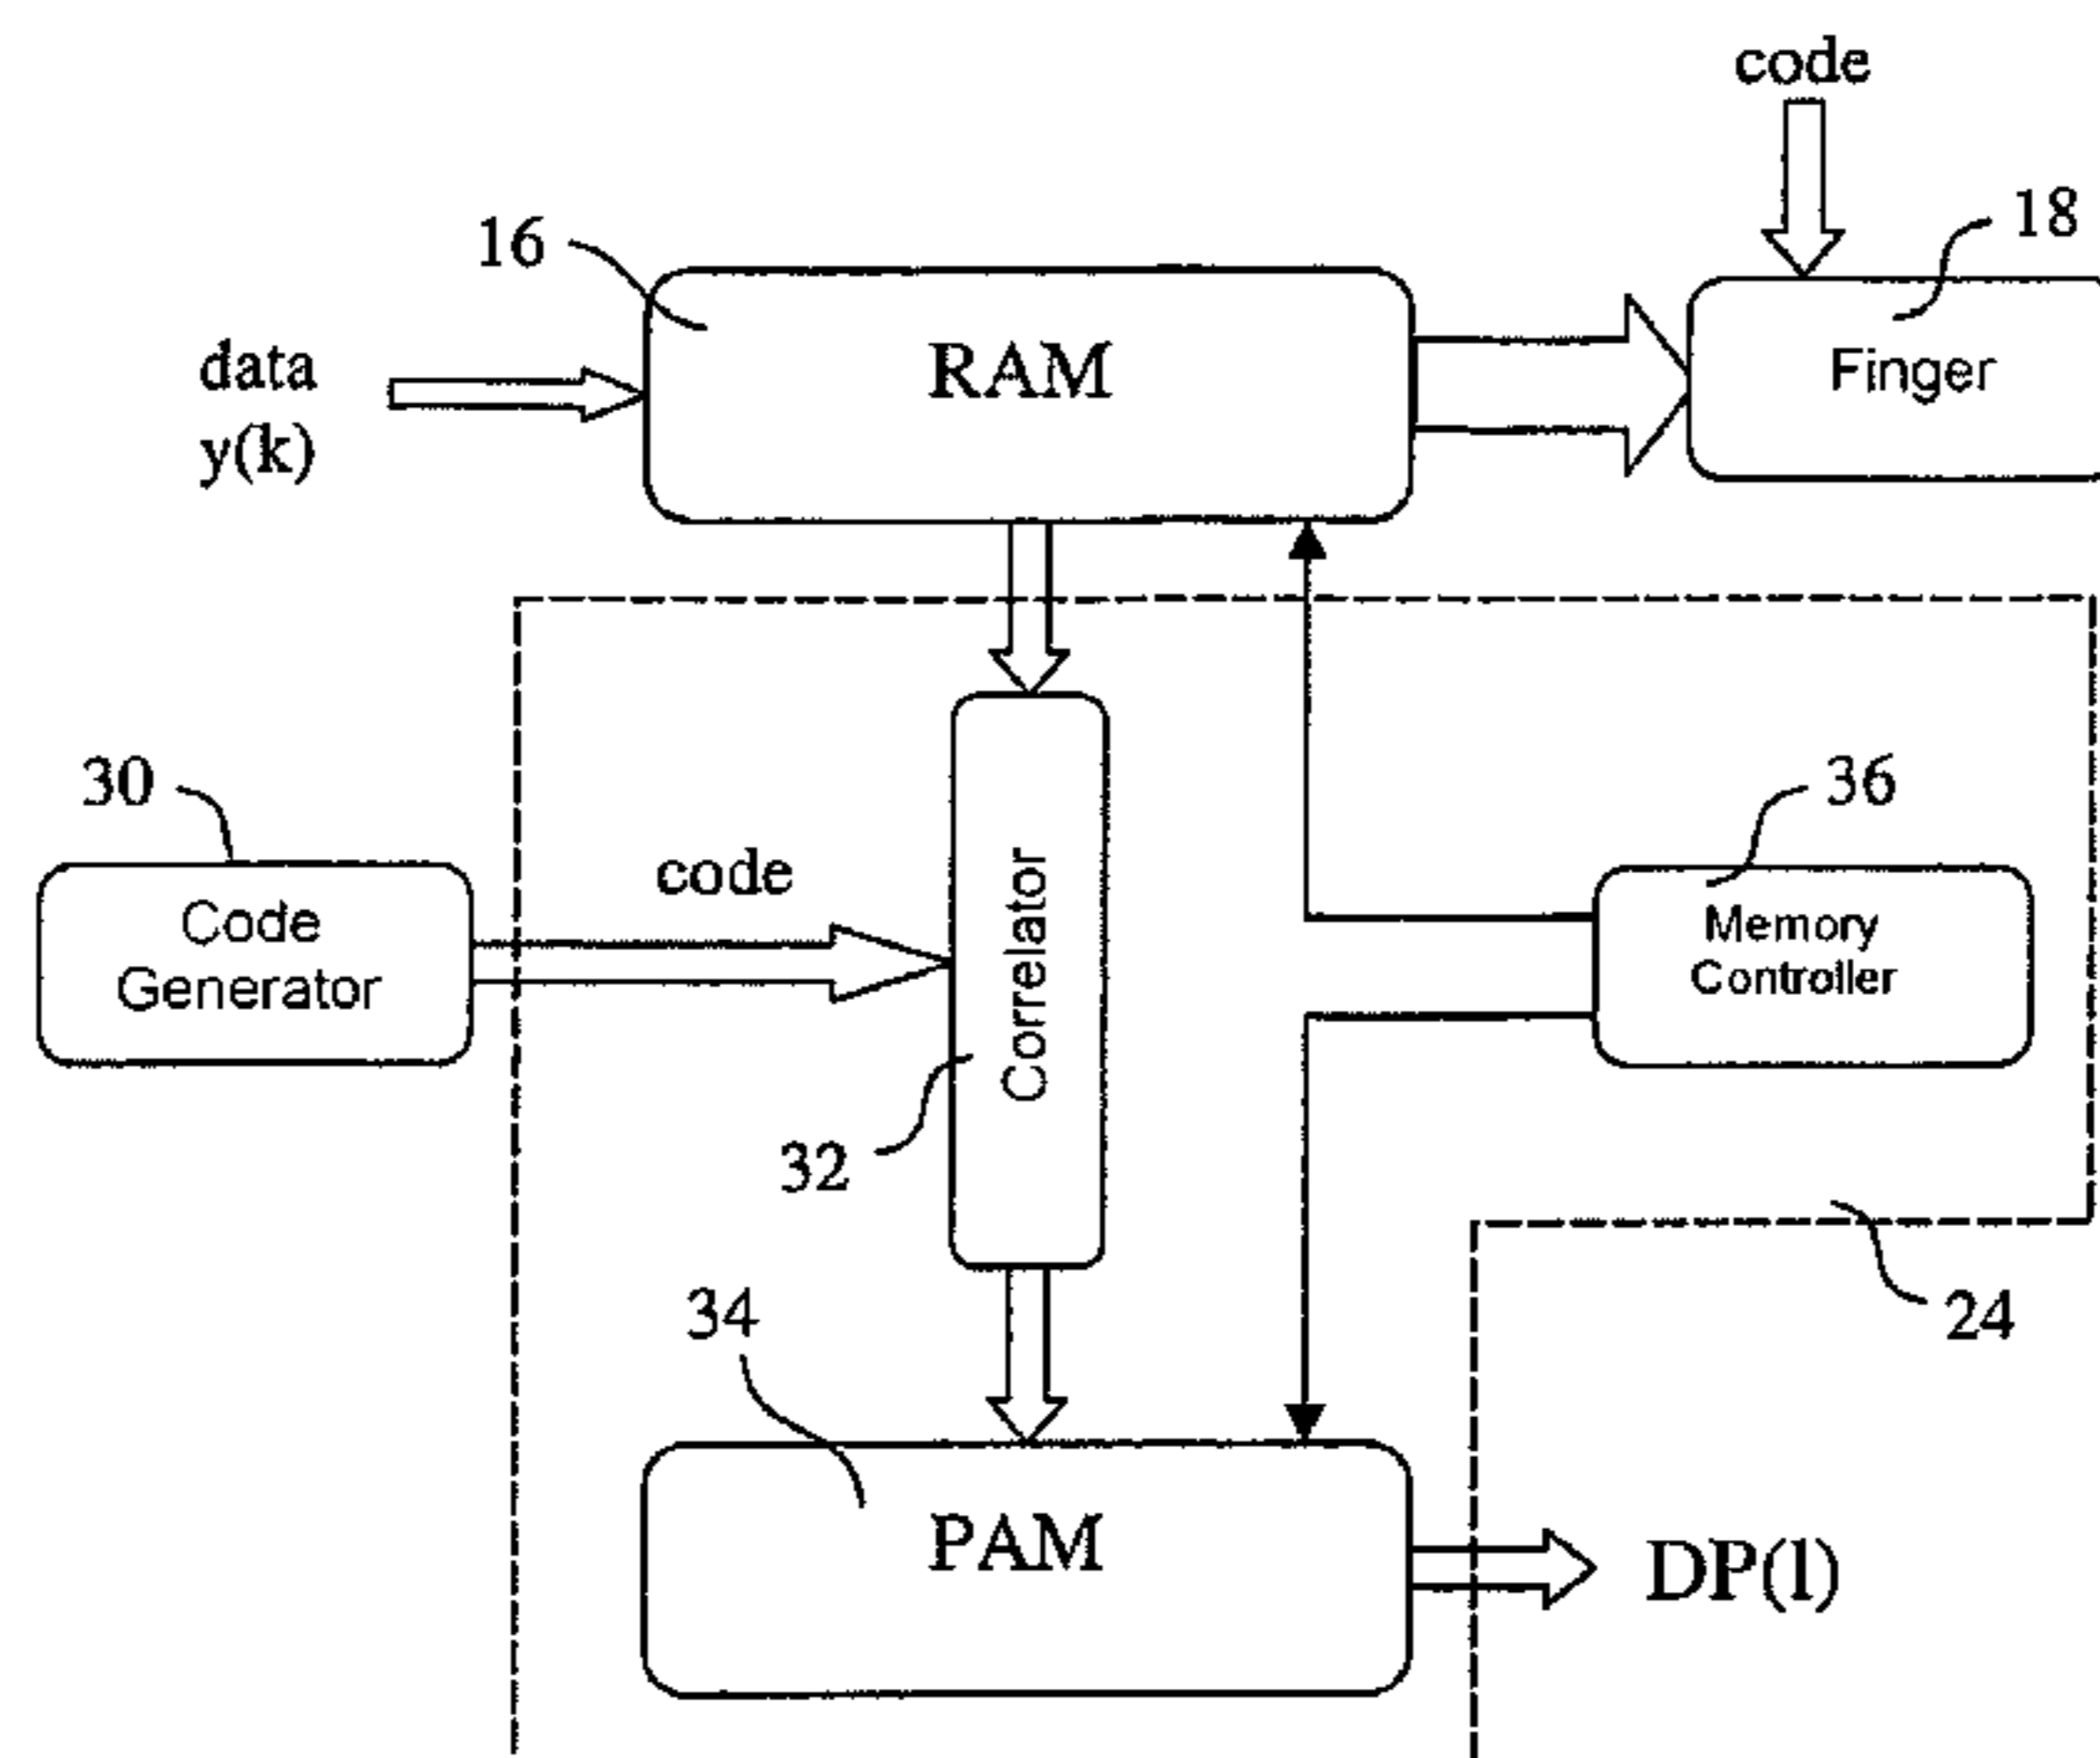 code
18
16
RAM
data
y(k)
Finger
30
36
code
Code
Generator
Correlator
Memory
Controller
32
34
24
PAM
DP(l)